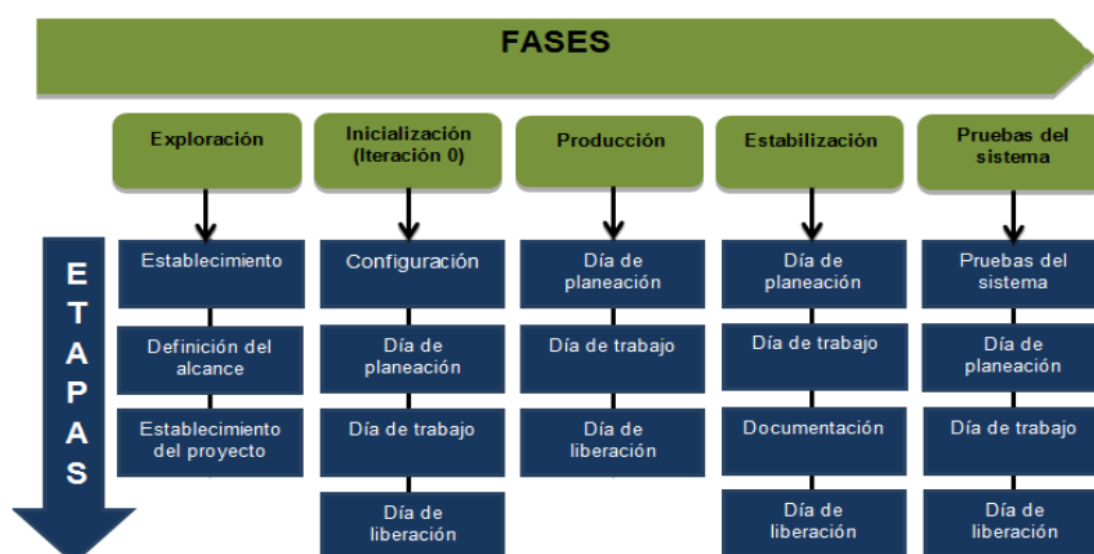 FASES
Exploración
Inicialización
(Iteración 0)
Producción
Estabilización
Pruebas del
sistema
ETAPAS
Establecimiento
Configuración
Día de
planeación
Día de
planeación
Pruebas del
sistema
Definición del
alcance
Día de
planeación
Día de trabajo
Día de trabajo
Día de
planeación
Establecimiento
del proyecto
Día de trabajo
Día de
liberación
Documentación
Día de trabajo
Día de
liberación
Día de
liberación
Día de
liberación